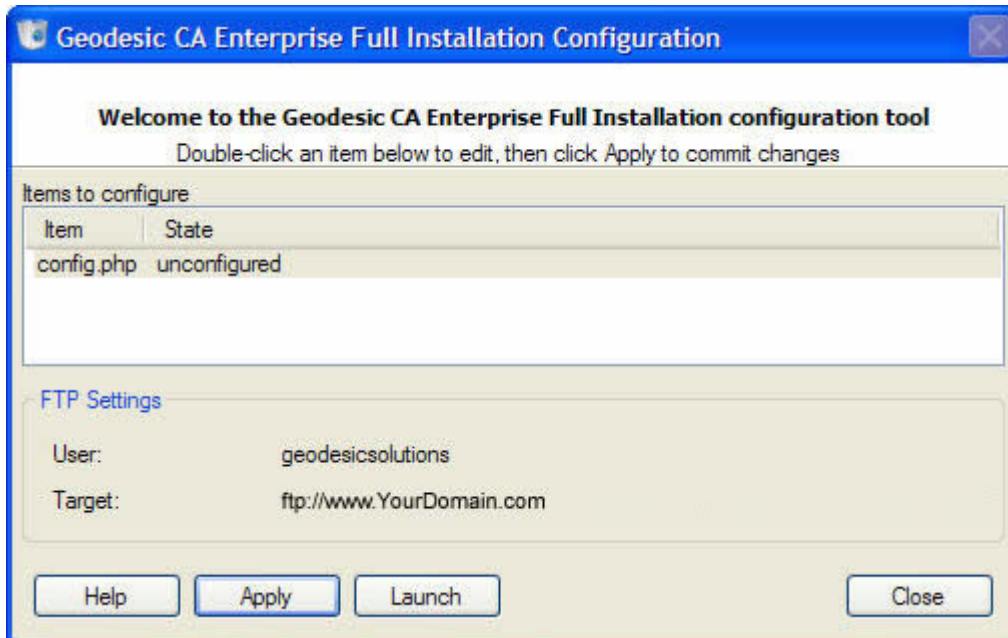 Geodesic CA Enterprise Full Installation Configuration
Welcome to the Geodesic CA Enterprise Full Installation configuration tool
Double-click an item below to edit, then click Apply to commit changes
Items to configure
Item State
config.php unconfigured
FTP Settings
User: geodesicsolutions
Target: ftp://www.YourDomain.com
Help Apply Launch Close